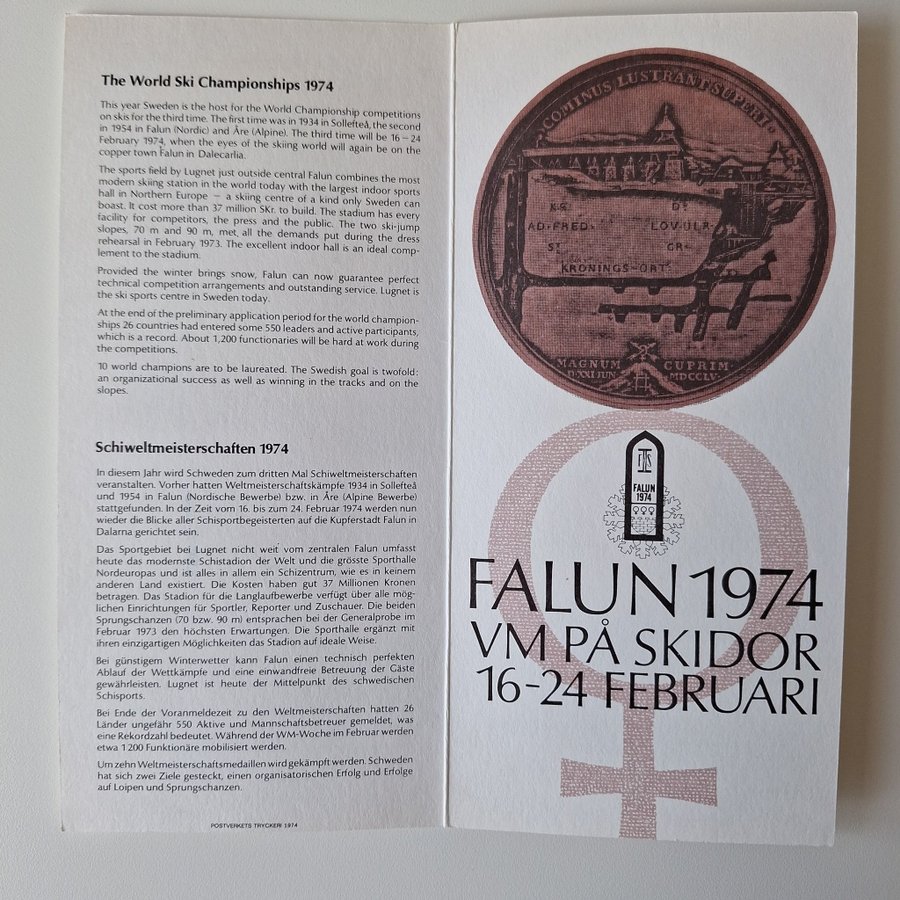 The World Ski Championships 1974
This year Sweden is the host for the World Championship competitions
on skis for the third time. The first time was in 1934 in Sollefteå, the second
in 1954 in Falun (Nordic) and Åre (Alpine). The third time will be 16–24
February 1974, when the eyes of the skiing world will again be on the
copper town Falun in Dalecarlia.
The sports field by Lugnet just outside central Falun combines the most
modern skiing station in the world today with the largest indoor sports
hall in Northern Europe – a skiing centre of a kind only Sweden can
boast. It cost more than 37 million SKr. to build. The stadium has every
facility for competitors, the press and the public. The two ski-jump
slopes, 70 m and 90 m, met all the demands put during the dress
rehearsal in February 1973. The excellent indoor hall is an ideal comp-
lement to the stadium.
Provided the winter brings snow, Falun can now guarantee perfect
technical competition arrangements and outstanding service. Lugnet is
the ski sports centre in Sweden today.
At the end of the preliminary application period for the world champion-
ships 26 countries had entered some 550 leaders and active participants,
which is a record. About 1,200 functionaries will be hard at work during
the competitions.
10 world champions are to be laureated. The Swedish goal is twofold:
an organizational success as well as winning in the tracks and on the
slopes.
Schiweltmeisterschaften 1974
In diesem Jahr wird Schweden zum dritten Mal Schiweltmeisterschaften
veranstalten. Vorher hatten Weltmeisterschaftskämpfe 1934 in Sollefteå
und 1954 in Falun (Nordische Bewerbe) bzw. in Åre (Alpine Bewerbe)
stattgefunden. In der Zeit vom 16. bis zum 24. Februar 1974 werden nun
wieder die Blicke aller Schisportbegeisterten auf die Kupferstadt Falun in
Dalarna gerichtet sein.
Das Sportgebiet bei Lugnet nicht weit vom zentralen Falun umfasst
heute das modernste Schistadion der Welt und die grösste Sporthalle
Nordeuropas und ist alles in allem ein Schizentrum, wie es in keinem
anderen Land existiert. Die Kosten haben gut 37 Millionen Kronen
betragen. Das Stadion für die Langlaufbewerbe verfügt über alle mög-
lichen Einrichtungen für Sportler, Reporter und Zuschauer. Die beiden
Sprungschanzen (70 bzw. 90 m) entsprachen bei der Generalprobe im
Februar 1973 den höchsten Erwartungen. Die Sporthalle ergänzt mit
ihren einzigartigen Möglichkeiten das Stadion auf ideale Weise.
Bei günstigem Winterwetter kann Falun einen technisch perfekten
Ablauf der Wettkämpfe und eine einwandfreie Betreuung der Gäste
gewährleisten. Lugnet ist heute der Mittelpunkt des schwedischen
Schisports.
Bei Ende der Voranmeldezeit zu den Weltmeisterschaften hatten 26
Länder ungefähr 550 Aktive und Mannschaftsbetreuer gemeldet, was
eine Rekordzahl bedeutet. Während der WM-Woche im Februar werden
etwa 1 200 Funktionäre mobilisiert werden.
Um zehn Weltmeisterschaftsmedaillen wird gekämpft werden. Schweden
hat sich zwei Ziele gesteckt, einen organisatorischen Erfolg und Erfolge
auf Loipen und Sprungschanzen.
POSTVERKETS TRYCKERI 1974
COMINUS LUSTRANT SUPERI
K.S. D.
AD·FRED· LOV·ULR·
ST. GR·
KRONINGS-ORT
MAGNUM CUPRIM·
D·XXI·JUN· MDCCLV·
FIS
FALUN
1974
FALUN 1974
VM PÅ SKIDOR
16-24 FEBRUARI